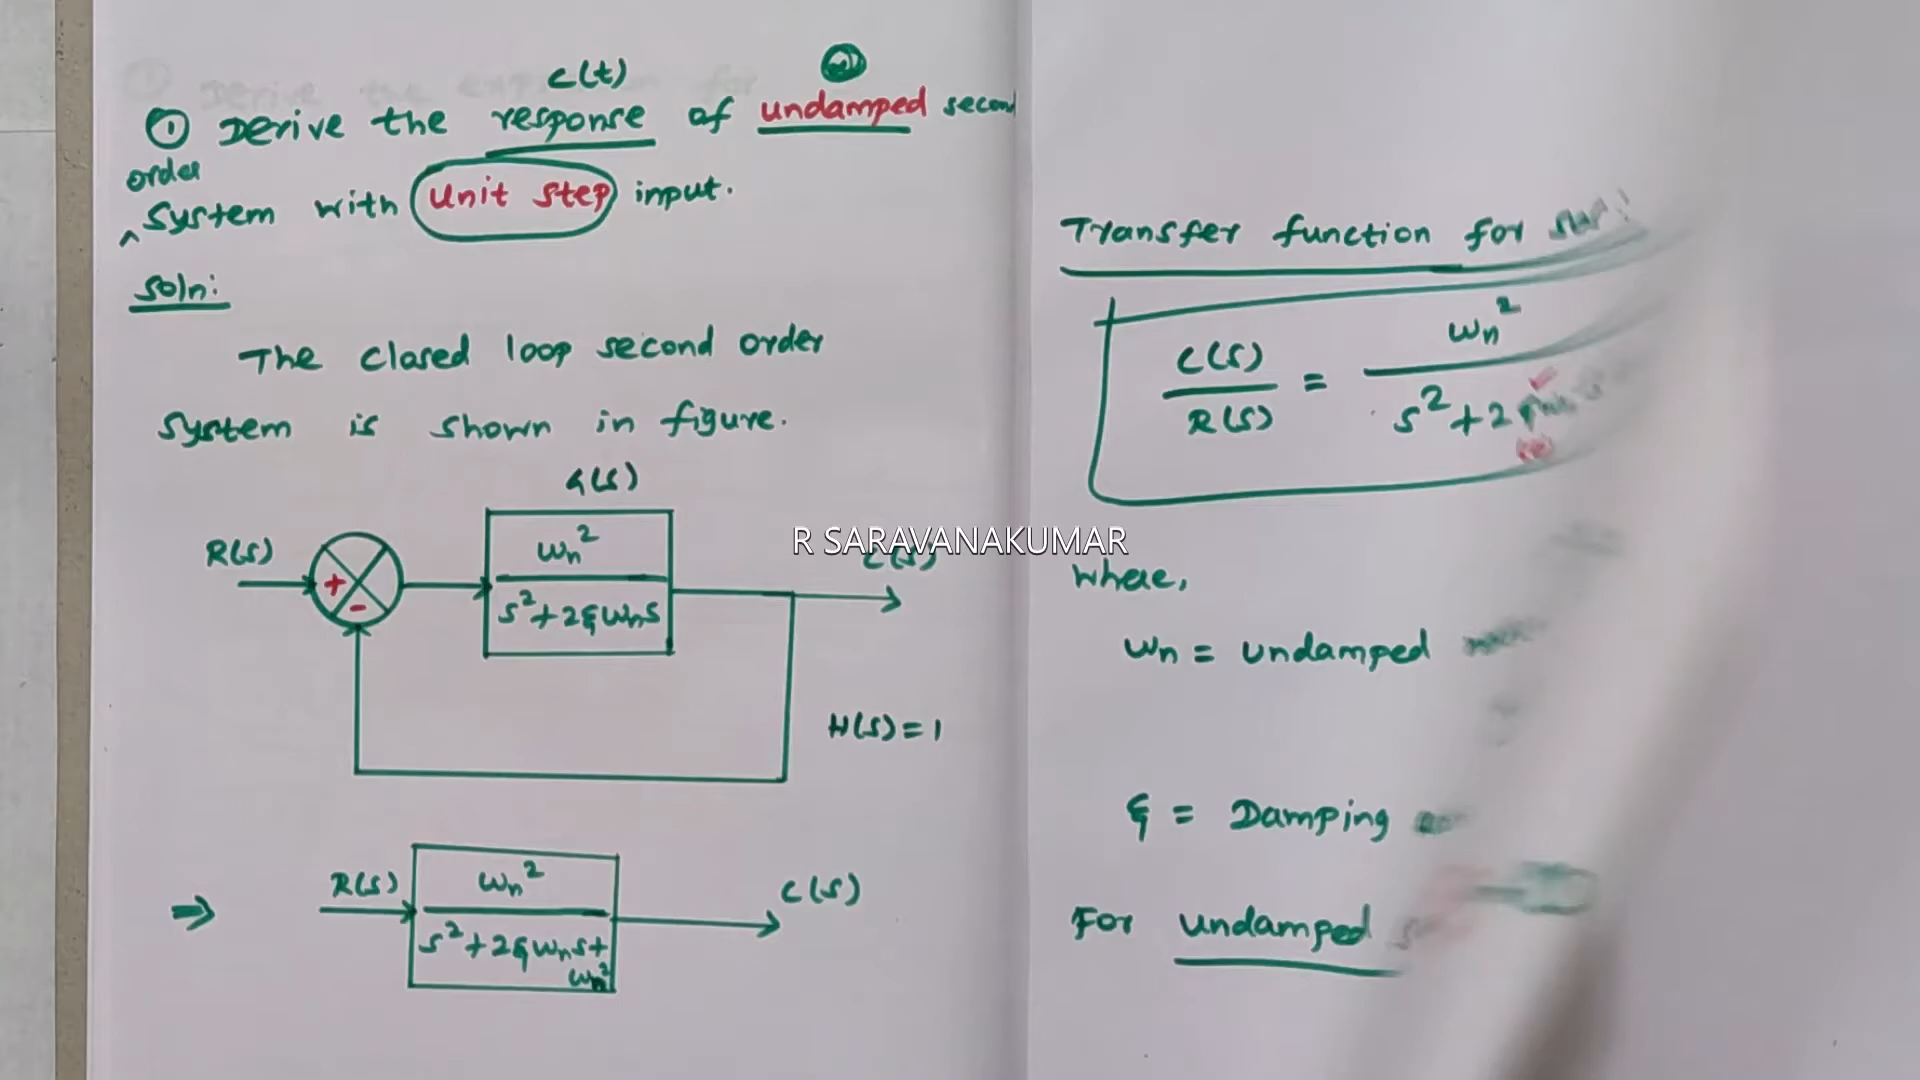 c(t)
① Derive the response of undamped second
order
^ system with unit step input.
Soln:
The closed loop second order
system is shown in figure.
G(s)
R(s)
+
-
ωn²
s²+2ξωns
C(s)
H(s)=1
⇒
R(s)
ωn²
s²+2ξωns+
ωn²
C(s)
Transfer function for
C(s)
R(s)
=
ωn²
s²+2
where,
ωn = undamped
ξ = Damping
For undamped
R SARAVANAKUMAR